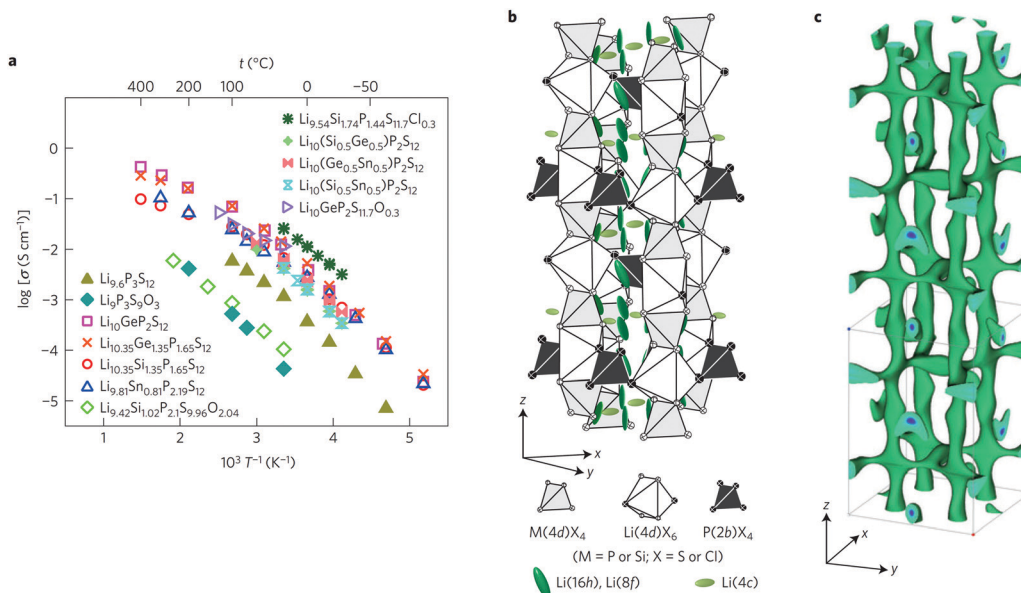 a
t (°C)
400 200 100 0 −50
Li9.54Si1.74P1.44S11.7Cl0.3
Li10(Si0.5Ge0.5)P2S12
Li10(Ge0.5Sn0.5)P2S12
Li10(Si0.5Sn0.5)P2S12
Li10GeP2S11.7O0.3
0
−1
−2
−3
−4
−5
log [σ (S cm−1)]
Li9.6P3S12
Li9P3S9O3
Li10GeP2S12
Li10.35Ge1.35P1.65S12
Li10.35Si1.35P1.65S12
Li9.81Sn0.81P2.19S12
Li9.42Si1.02P2.1S9.96O2.04
1 2 3 4 5
10³ T−1 (K−1)
b
z
x
y
M(4d)X4 Li(4d)X6 P(2b)X4
(M = P or Si; X = S or Cl)
Li(16h), Li(8f) Li(4c)
c
z
x
y